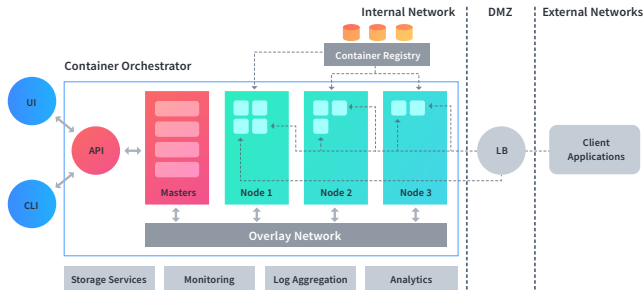 Internal Network
DMZ
External Networks
Container Registry
Container Orchestrator
UI
API
CLI
Masters
Node 1
Node 2
Node 3
LB
Client
Applications
Overlay Network
Storage Services
Monitoring
Log Aggregation
Analytics